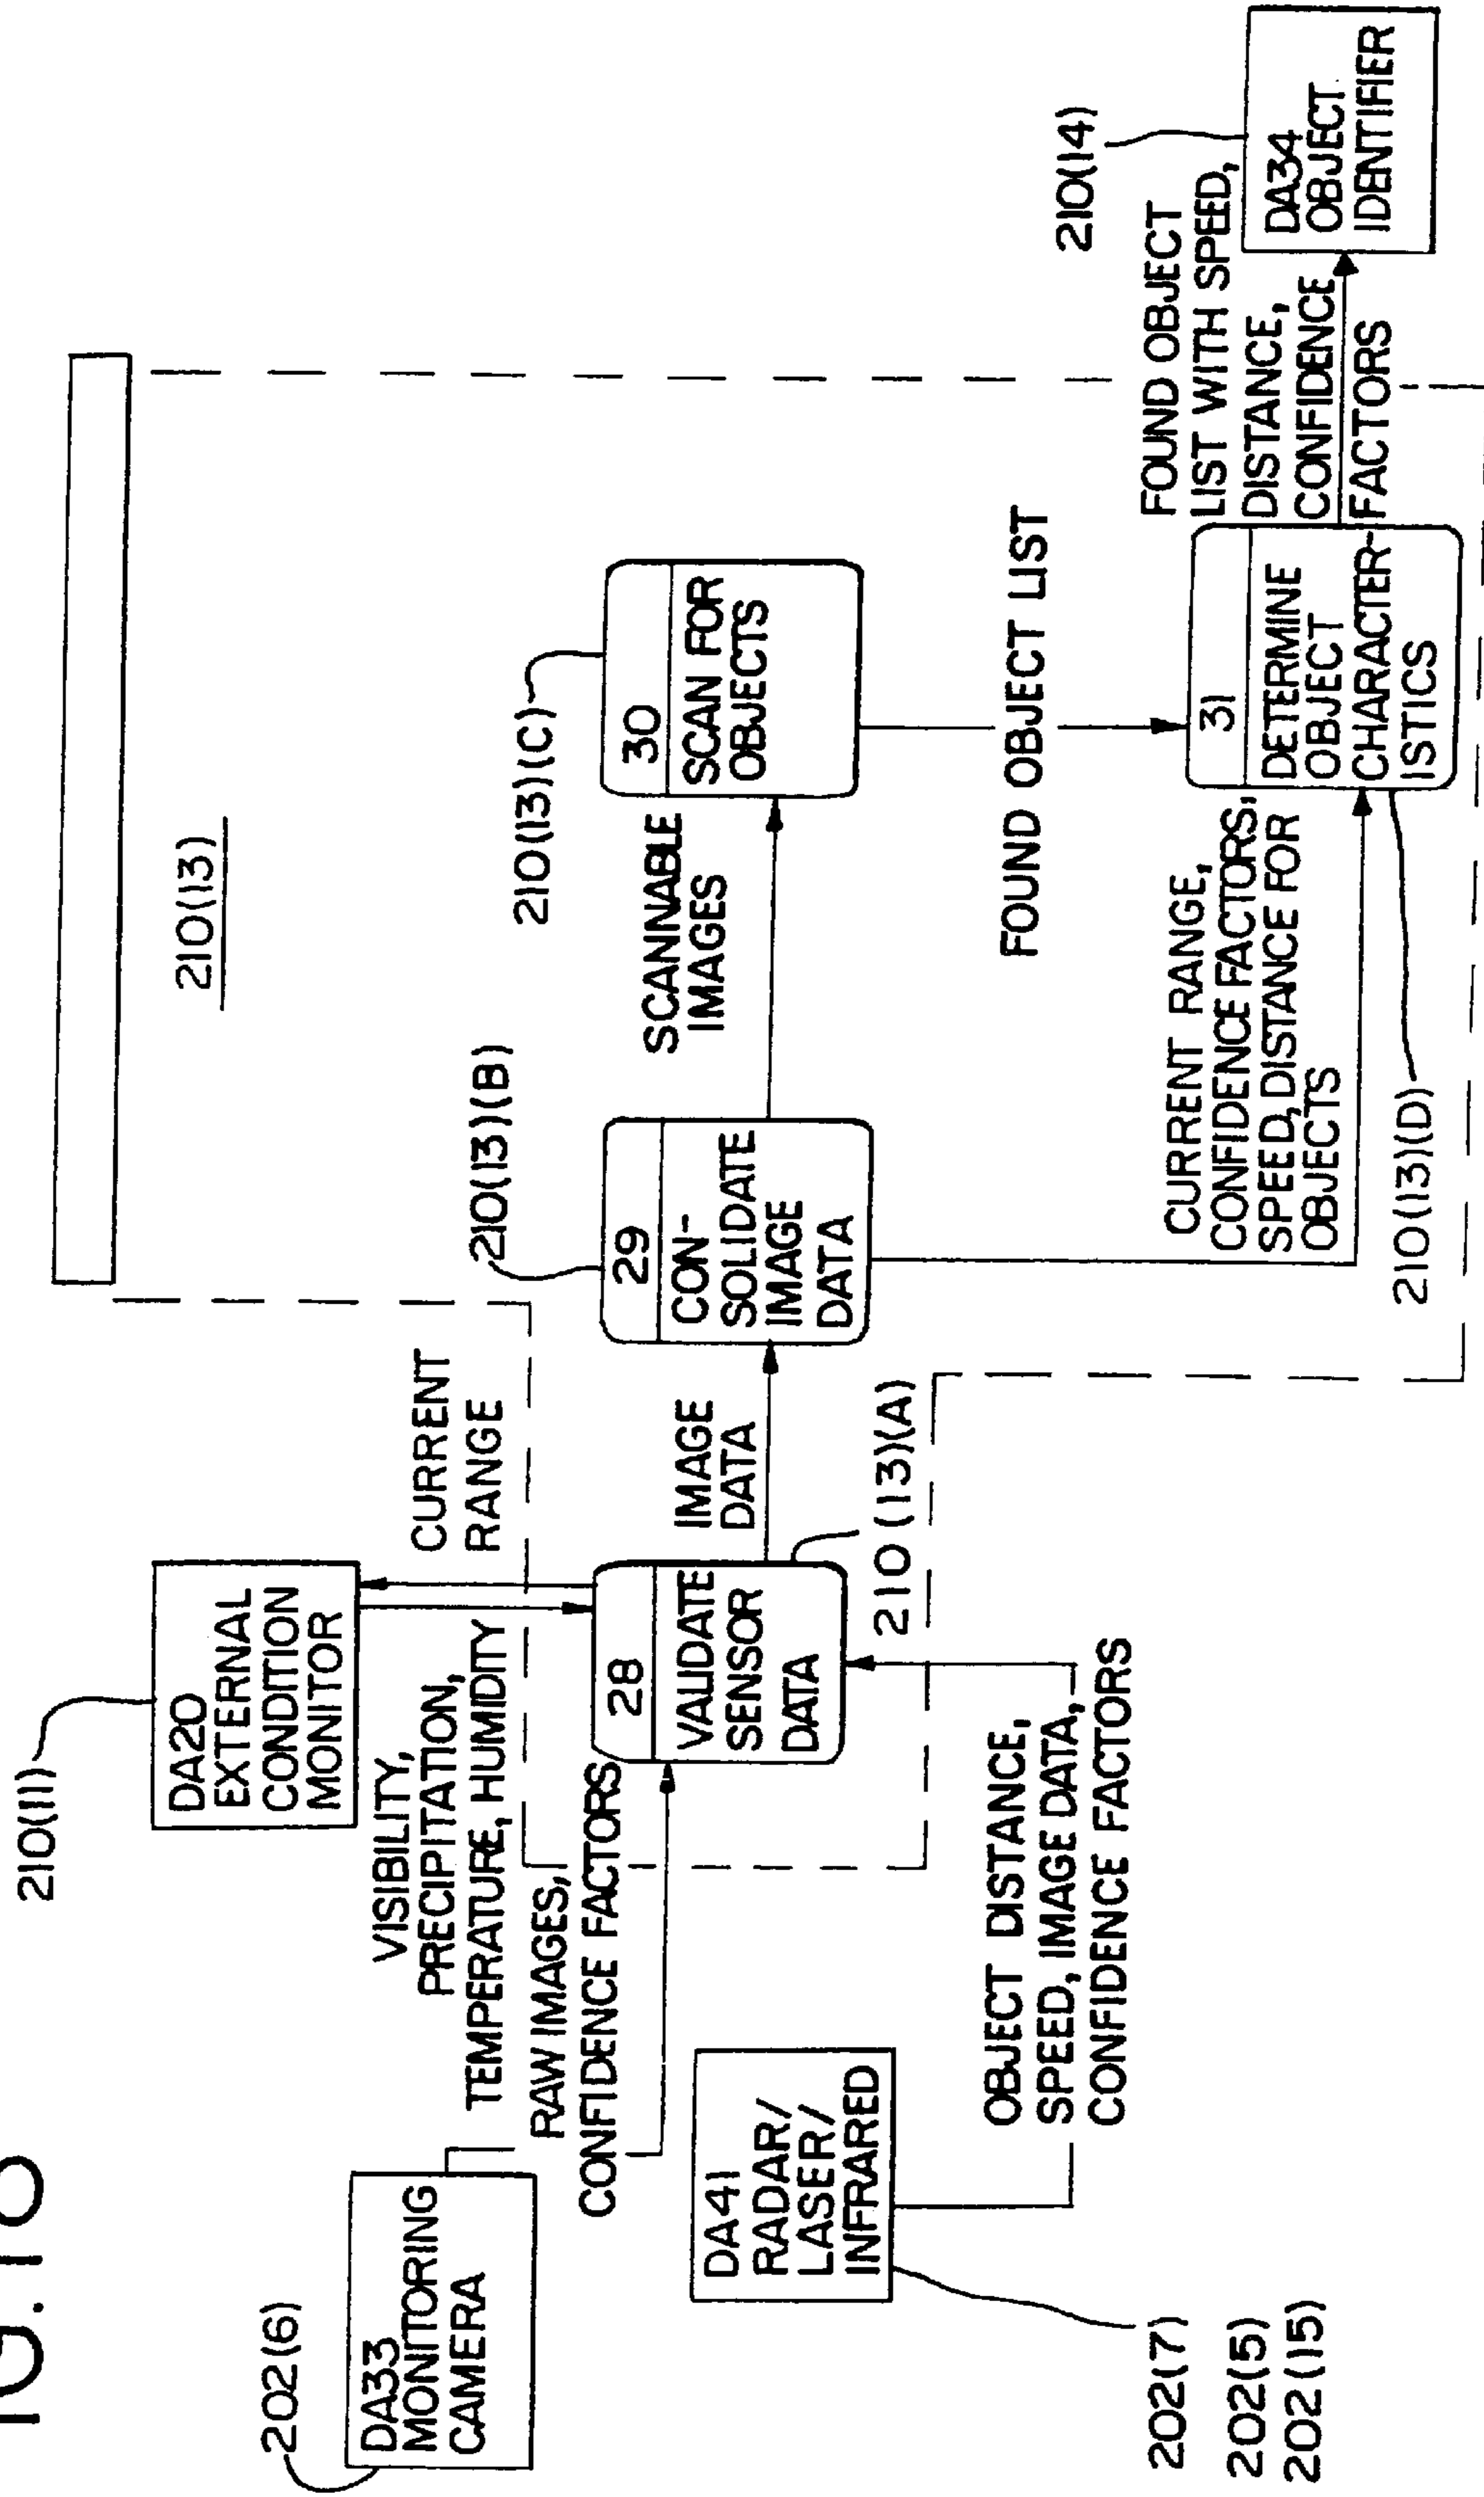 210(11)
210(13)
DA20
EXTERNAL
CONDITION
MONITOR
202(6)
DA33
MONITORING
CAMERA
VISIBILITY,
PRECIPITATION,
TEMPERATURE, HUMIDITY
CURRENT
RANGE
RAW IMAGES,
CONFIDENCE FACTORS
210(13)(B)
210(13)(C)
28
VALIDATE
SENSOR
DATA
IMAGE
DATA
29
CON-
SOLIDATE
IMAGE
DATA
SCANNABLE
IMAGES
30
SCAN FOR
OBJECTS
DA41
RADAR/
LASER/
INFRARED
210(13)(A)
OBJECT DISTANCE,
SPEED, IMAGE DATA,
CONFIDENCE FACTORS
FOUND OBJECT LIST
210(14)
CURRENT RANGE,
CONFIDENCE FACTORS;
SPEED, DISTANCE FOR
OBJECTS
31
DETERMINE
OBJECT
CHARACTER-
ISTICS
FOUND OBJECT
LIST WITH SPEED,
DISTANCE,
CONFIDENCE
FACTORS
DA34
OBJECT
IDENTIFIER
202(7)
202(5)
202(15)
210(13)(D)